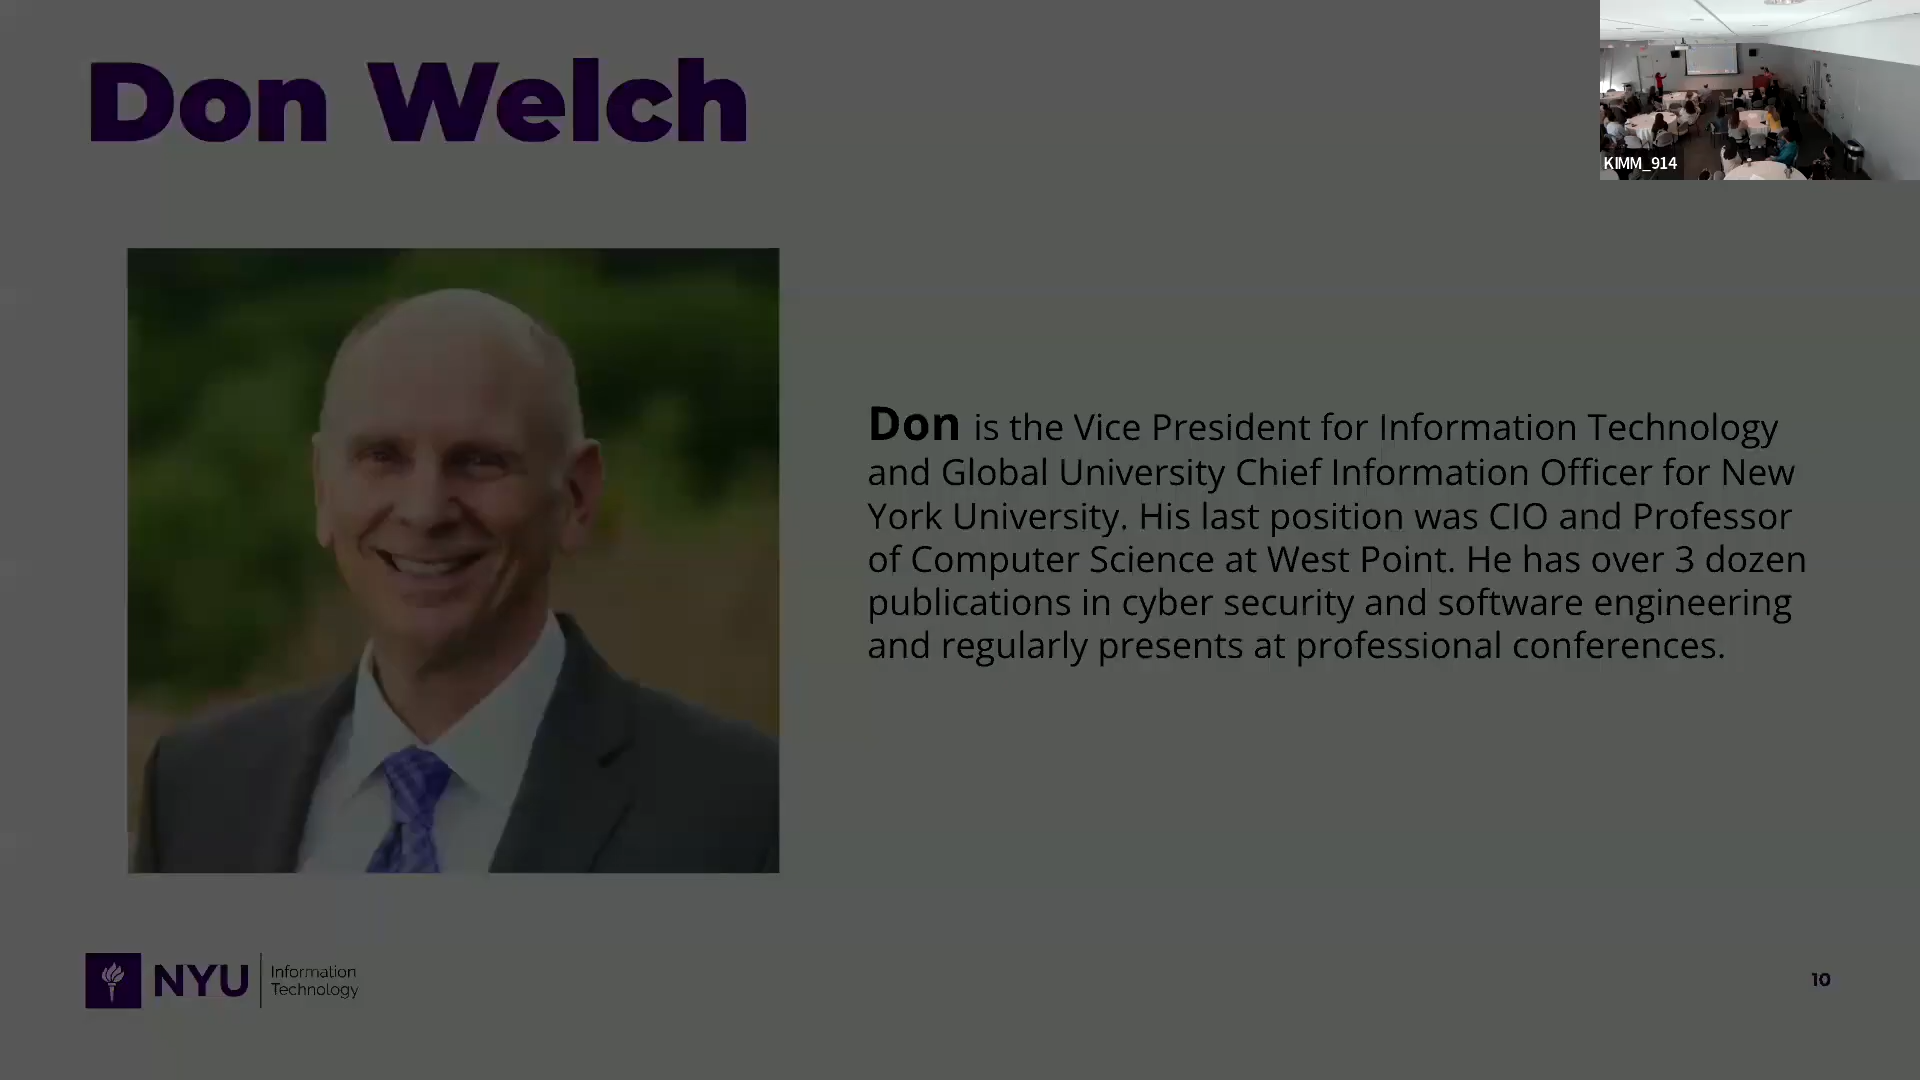 Don Welch
KIMM_914
Don is the Vice President for Information Technology
and Global University Chief Information Officer for New
York University. His last position was CIO and Professor
of Computer Science at West Point. He has over 3 dozen
publications in cyber security and software engineering
and regularly presents at professional conferences.
NYU Information
Technology
10